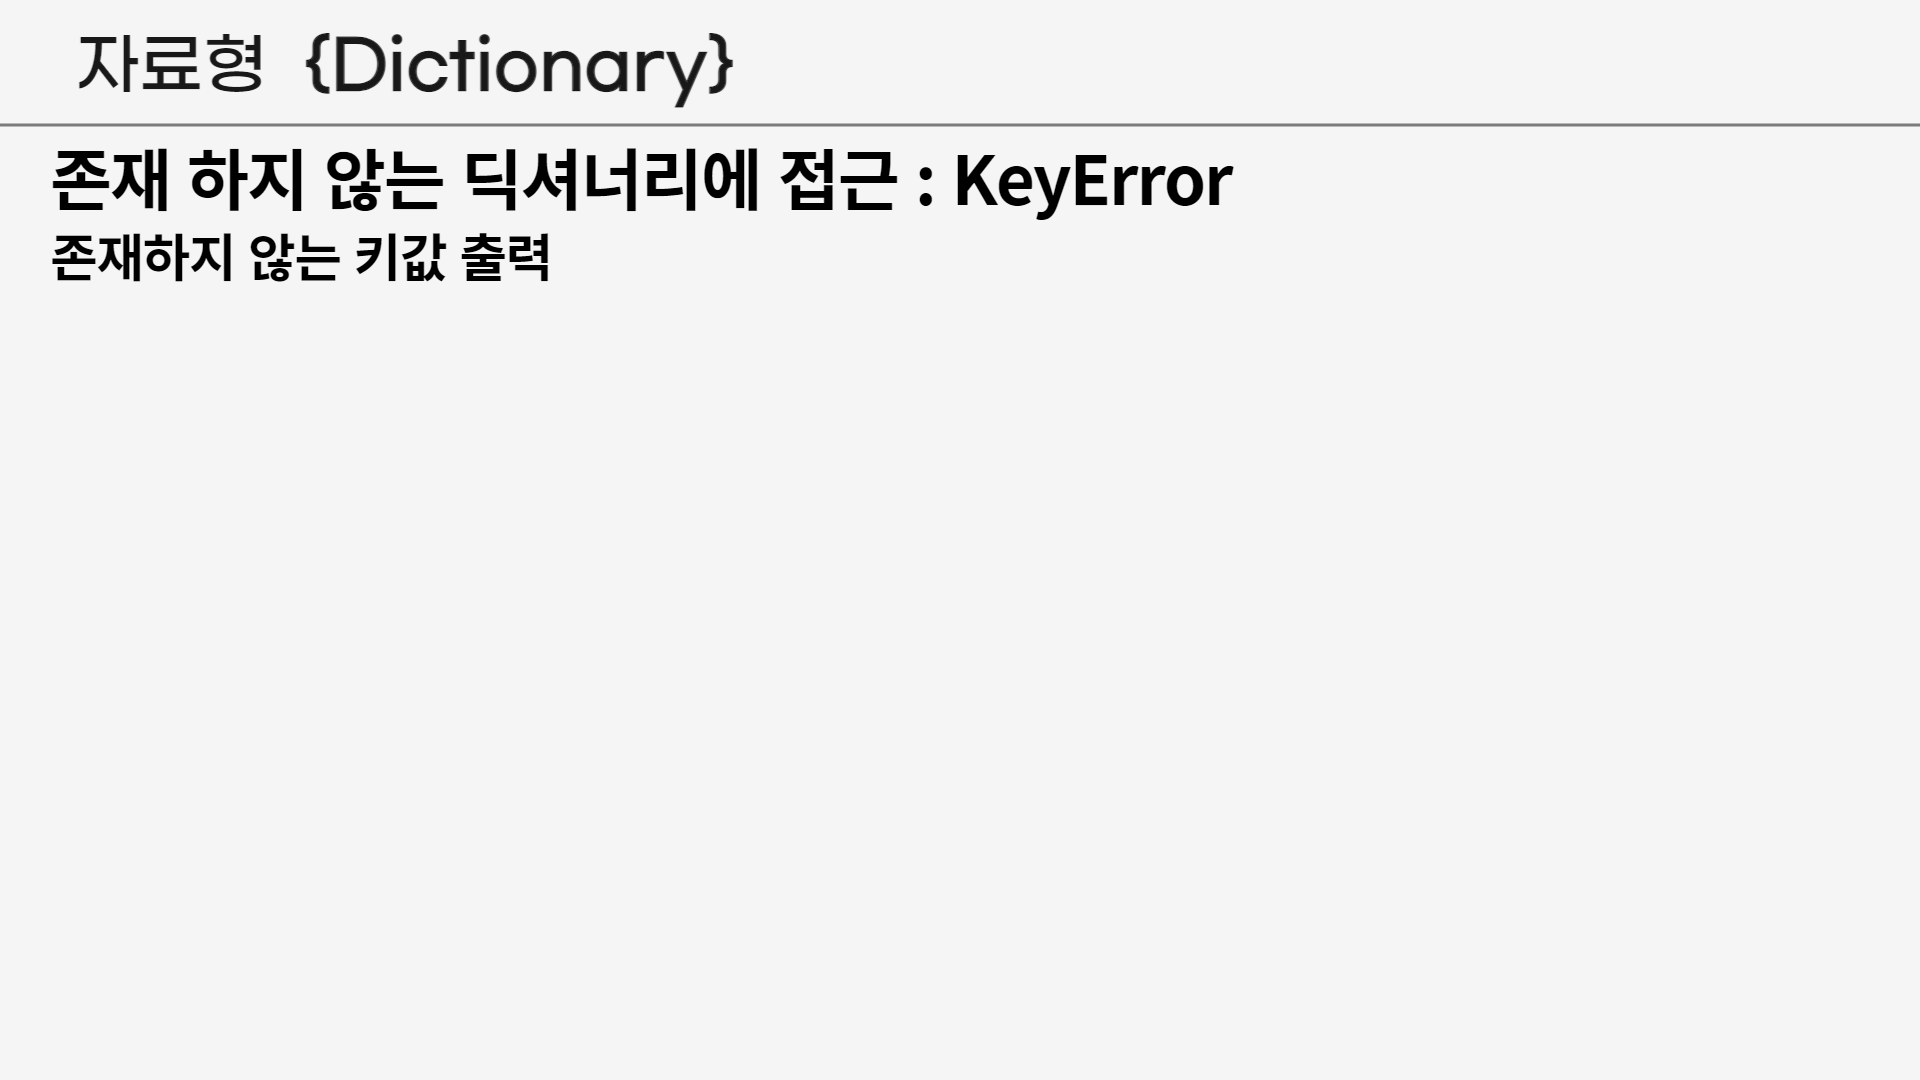 자료형 {Dictionary}
존재 하지 않는 딕셔너리에 접근 : KeyError
존재하지 않는 키값 출력